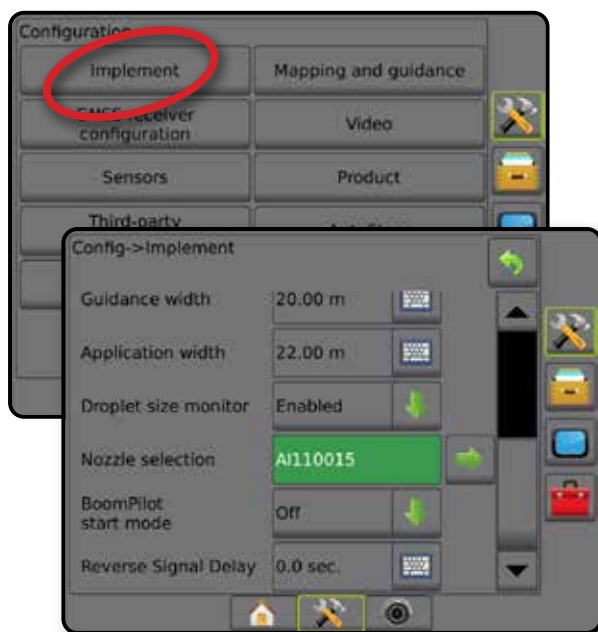 Configuration
Implement
Mapping and guidance
GNSS receiver
configuration
Video
Sensors
Product
Third-party
Config->Implement
Guidance width
20.00 m
Application width
22.00 m
Droplet size monitor
Enabled
Nozzle selection
AI110015
BoomPilot
start mode
Off
Reverse Signal Delay
0.0 sec.